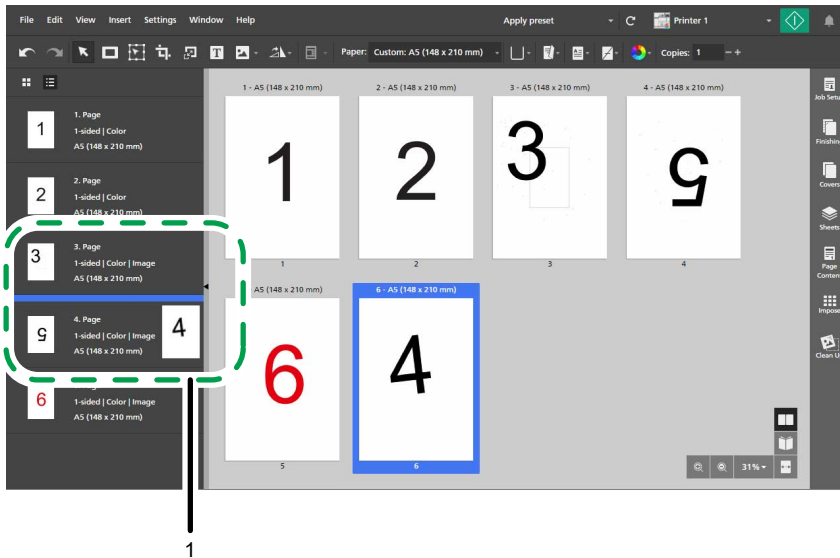 File Edit View Insert Settings Window Help Apply preset Printer 1
Paper: Custom: A5 (148 x 210 mm) Copies: 1 - +
1
1. Page
1-sided | Color
A5 (148 x 210 mm)
2
2. Page
1-sided | Color
A5 (148 x 210 mm)
3
3. Page
1-sided | Color | Image
A5 (148 x 210 mm)
5
4. Page
1-sided | Color | Image
A5 (148 x 210 mm)
4
6
1-sided | Color | Image
A5 (148 x 210 mm)
1 - A5 (148 x 210 mm) 2 - A5 (148 x 210 mm) 3 - A5 (148 x 210 mm) 4 - A5 (148 x 210 mm)
1 2 3 5
1 2 3 4
A5 (148 x 210 mm) 6 - A5 (148 x 210 mm)
6 4
5 6
Job Setu
Finishing
Covers
Sheets
Page
Conten
Impose
Clean U
31%
1